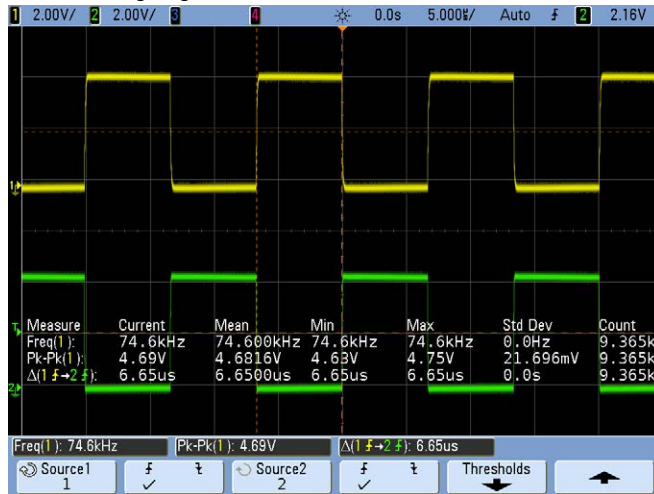 1 2.00V/ 2 2.00V/ 3 4 0.0s 5.000s/ Auto 2 2.16V
Measure Current Mean Min Max Std Dev Count
Freq(1): 74.6kHz 74.600kHz 74.6kHz 74.6kHz 0.0Hz 9.365k
Pk-Pk(1): 4.69V 4.6816V 4.63V 4.75V 21.696mV 9.365k
Δ(1→2): 6.65us 6.6500us 6.65us 6.65us 0.0s 9.365k
Freq(1): 74.6kHz Pk-Pk(1): 4.69V Δ(1→2): 6.65us
Source1 Source2 Thresholds
1 2